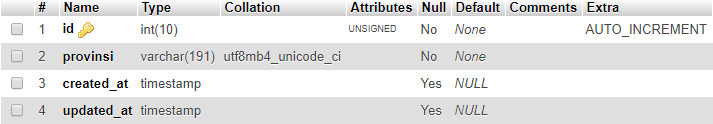 # Name Type Collation Attributes Null Default Comments Extra
1 id int(10) UNSIGNED No None AUTO_INCREMENT
2 provinsi varchar(191) utf8mb4_unicode_ci No None
3 created_at timestamp Yes NULL
4 updated_at timestamp Yes NULL